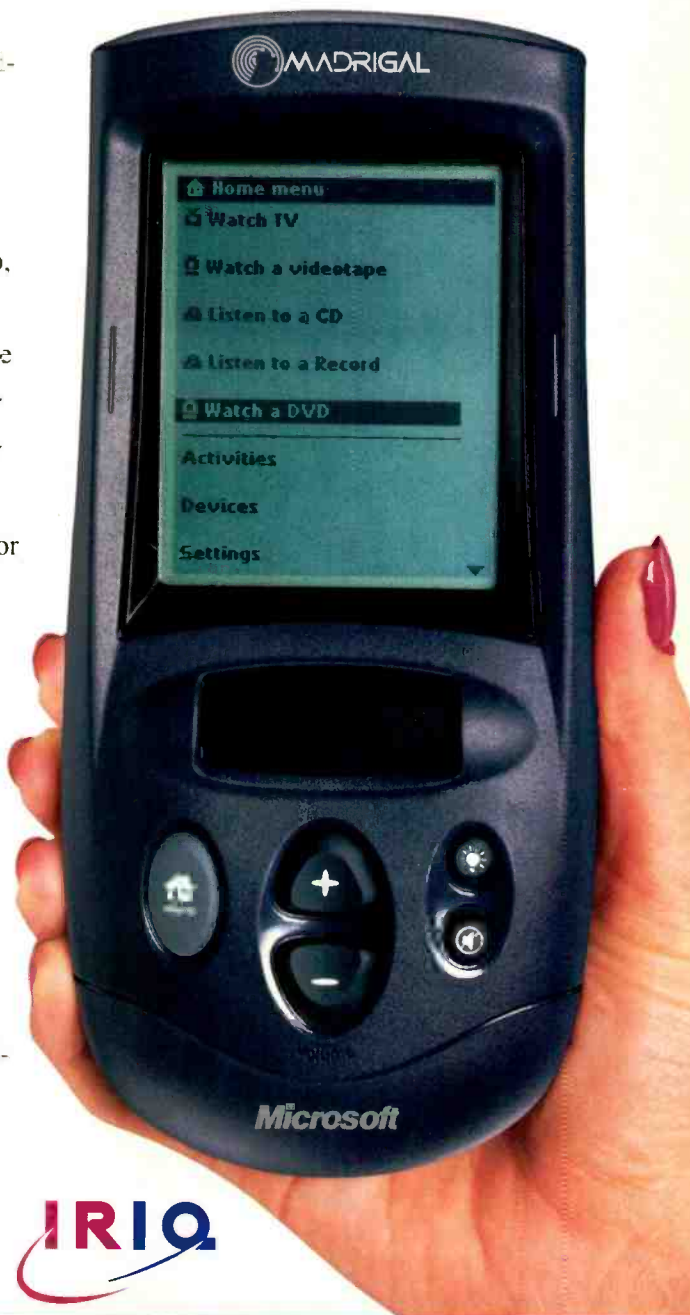 MADRIGAL
Home menu
Watch TV
Watch a videotape
Listen to a CD
Listen to a Record
Watch a DVD
Activities
Devices
Settings
or
Microsoft
IRIQ